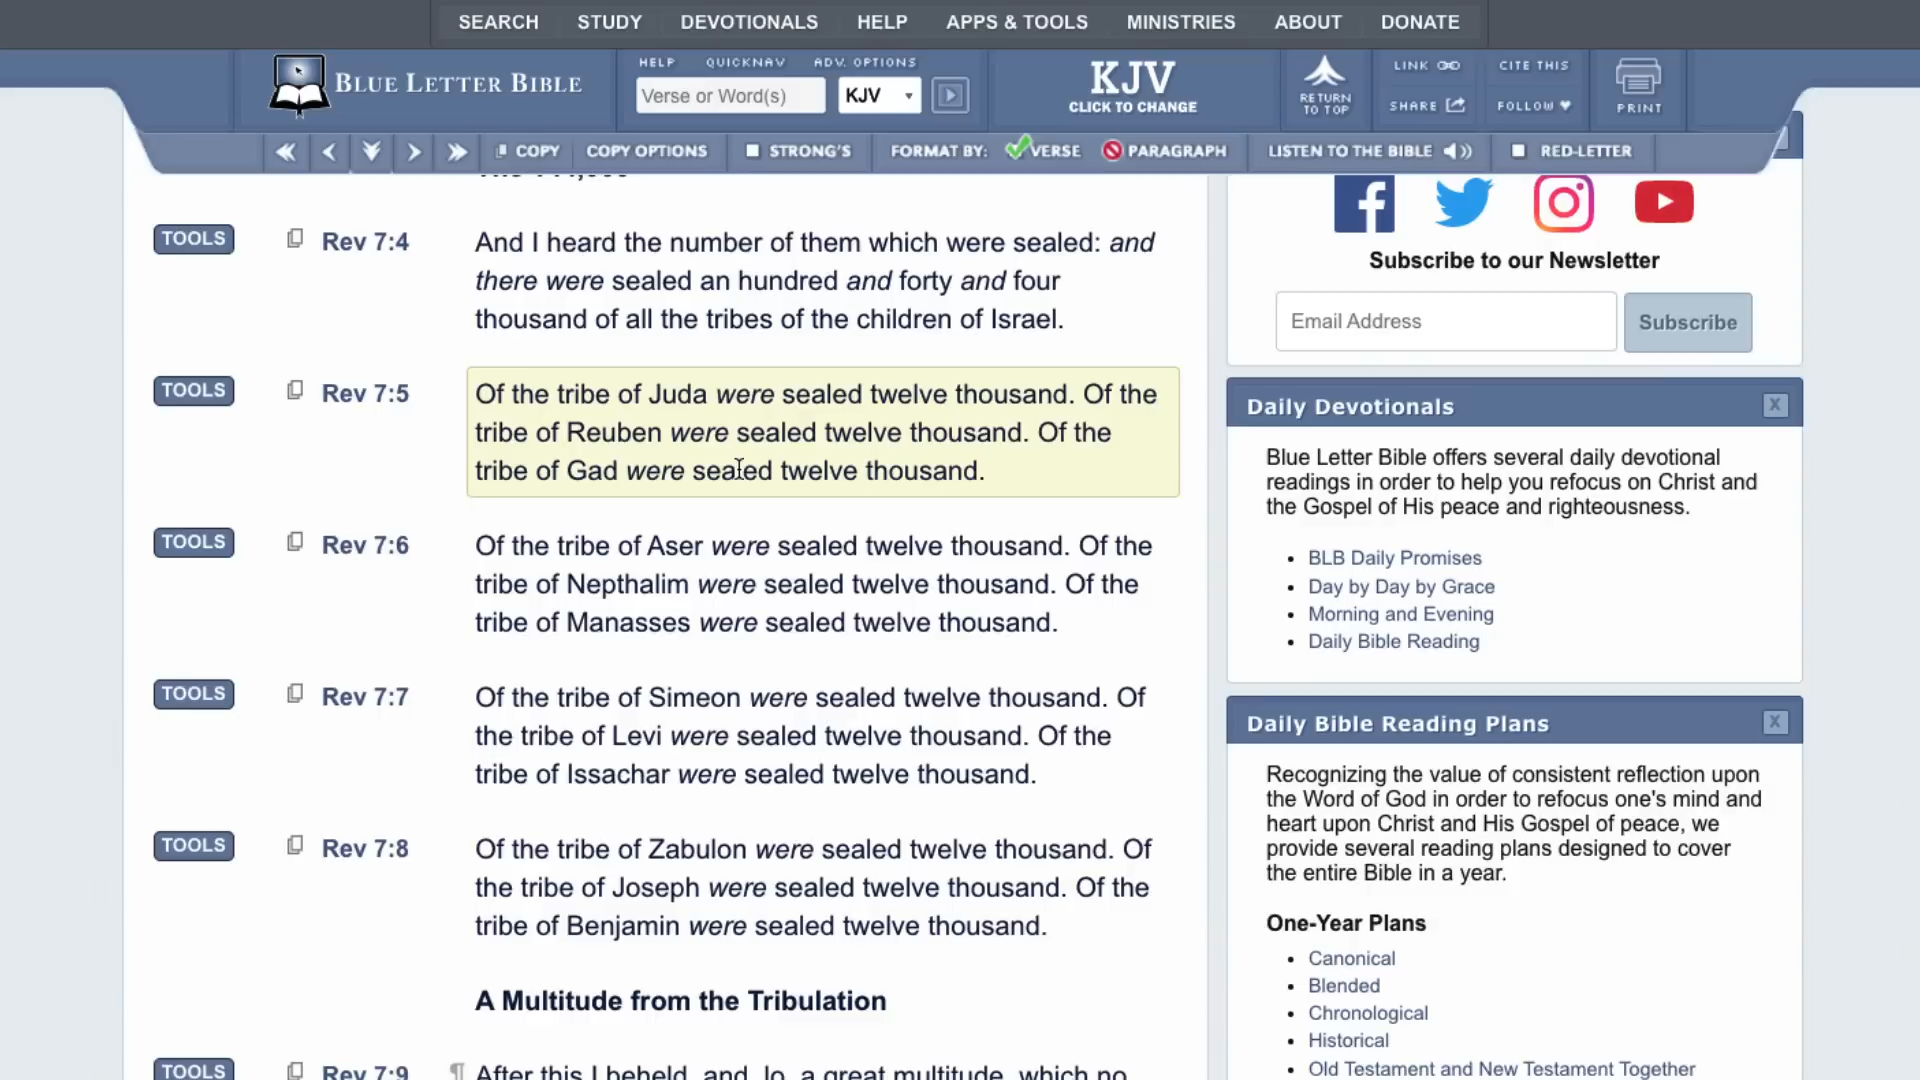 SEARCH STUDY DEVOTIONALS HELP APPS & TOOLS MINISTRIES ABOUT DONATE
BLUE LETTER BIBLE
HELP QUICKNAV ADV. OPTIONS
Verse or Word(s) KJV
KJV
CLICK TO CHANGE
RETURN
TO TOP
LINK
SHARE
CITE THIS
FOLLOW
PRINT
COPY COPY OPTIONS STRONG'S FORMAT BY: VERSE PARAGRAPH LISTEN TO THE BIBLE RED-LETTER
TOOLS Rev 7:4 And I heard the number of them which were sealed: and
there were sealed an hundred and forty and four
thousand of all the tribes of the children of Israel.
TOOLS Rev 7:5 Of the tribe of Juda were sealed twelve thousand. Of the
tribe of Reuben were sealed twelve thousand. Of the
tribe of Gad were sealed twelve thousand.
TOOLS Rev 7:6 Of the tribe of Aser were sealed twelve thousand. Of the
tribe of Nepthalim were sealed twelve thousand. Of the
tribe of Manasses were sealed twelve thousand.
TOOLS Rev 7:7 Of the tribe of Simeon were sealed twelve thousand. Of
the tribe of Levi were sealed twelve thousand. Of the
tribe of Issachar were sealed twelve thousand.
TOOLS Rev 7:8 Of the tribe of Zabulon were sealed twelve thousand. Of
the tribe of Joseph were sealed twelve thousand. Of the
tribe of Benjamin were sealed twelve thousand.
A Multitude from the Tribulation
TOOLS Rev 7:9 ¶ After this I beheld, and, lo, a great multitude, which no
Subscribe to our Newsletter
Email Address Subscribe
Daily Devotionals X
Blue Letter Bible offers several daily devotional
readings in order to help you refocus on Christ and
the Gospel of His peace and righteousness.
• BLB Daily Promises
• Day by Day by Grace
• Morning and Evening
• Daily Bible Reading
Daily Bible Reading Plans X
Recognizing the value of consistent reflection upon
the Word of God in order to refocus one's mind and
heart upon Christ and His Gospel of peace, we
provide several reading plans designed to cover
the entire Bible in a year.
One-Year Plans
• Canonical
• Blended
• Chronological
• Historical
• Old Testament and New Testament Together